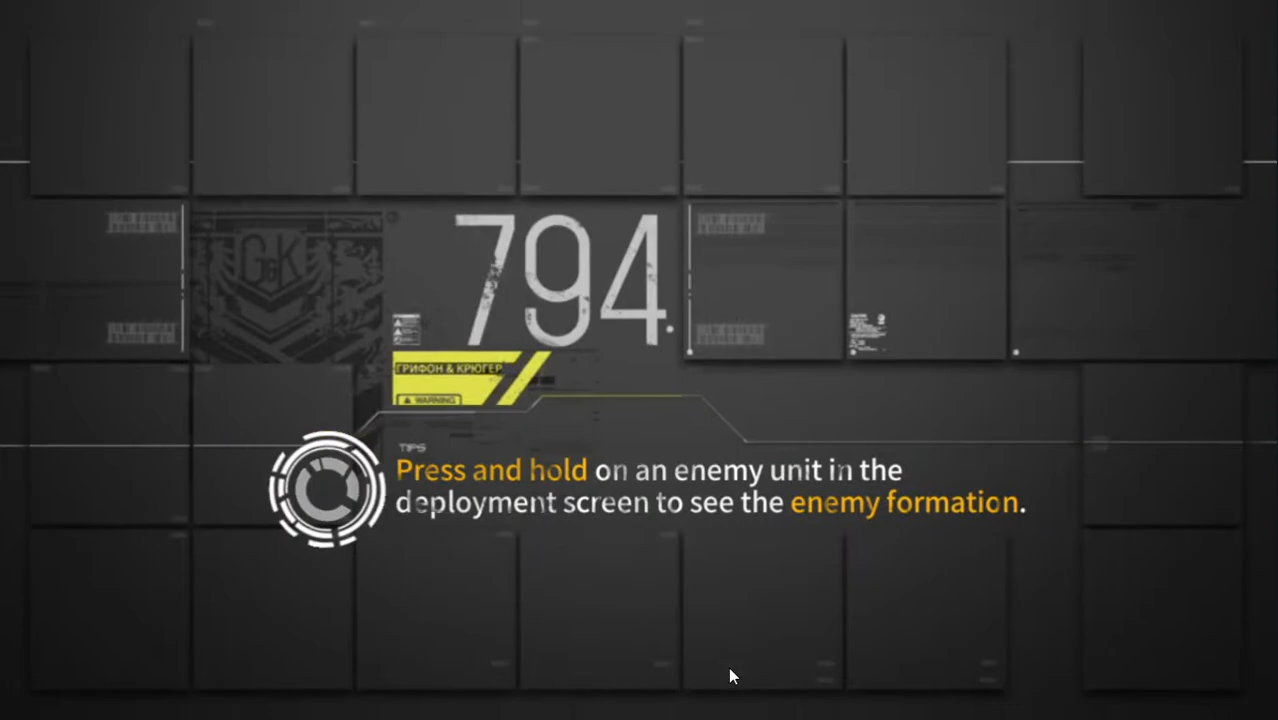 G&K
794.
ГРИФОН & КРЮГЕР
WARNING
TIPS
Press and hold on an enemy unit in the
deployment screen to see the enemy formation.